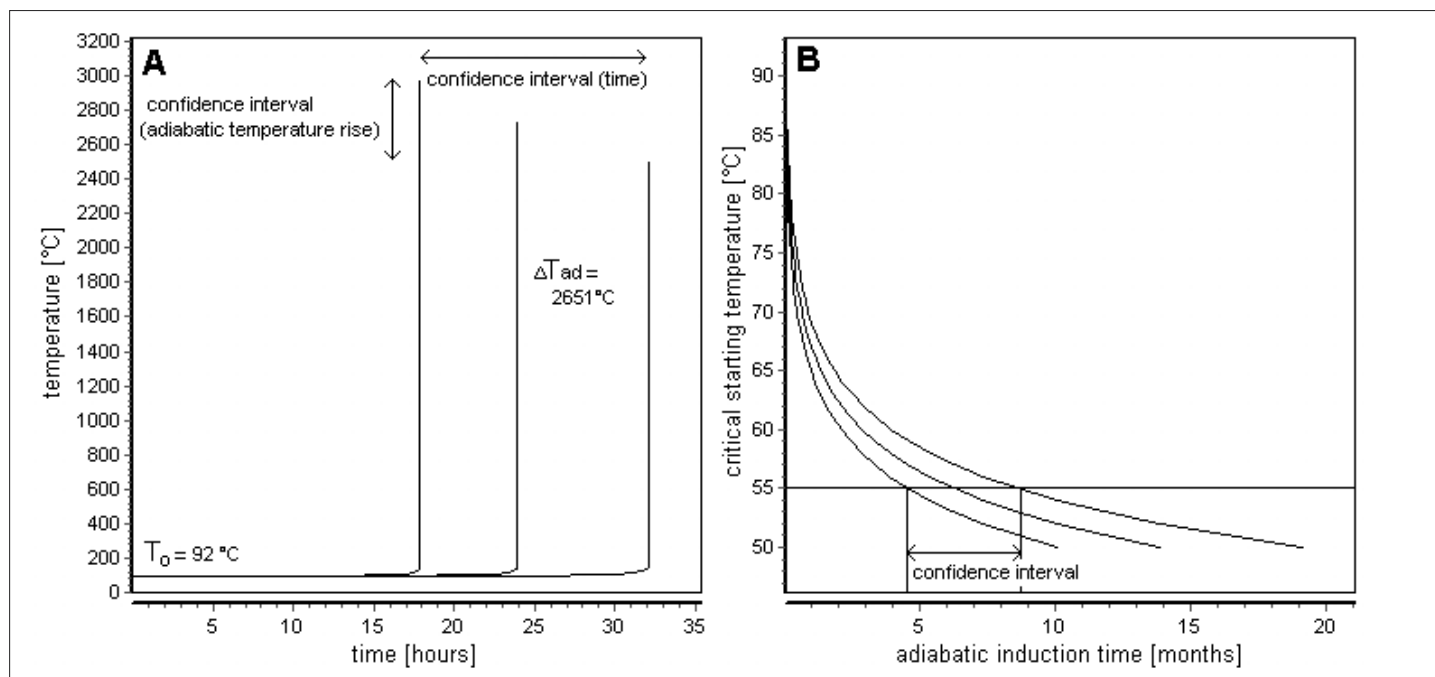 A
3200
3000
2800
2600
2400
2200
2000
1800
1600
1400
1200
1000
800
600
400
200
0
temperature [°C]
confidence interval (time)
confidence interval
(adiabatic temperature rise)
ΔTad =
2651°C
To = 92 °C
5 10 15 20 25 30 35
time [hours]
B
90
85
80
75
70
65
60
55
50
critical starting temperature [°C]
confidence interval
5 10 15 20
adiabatic induction time [months]